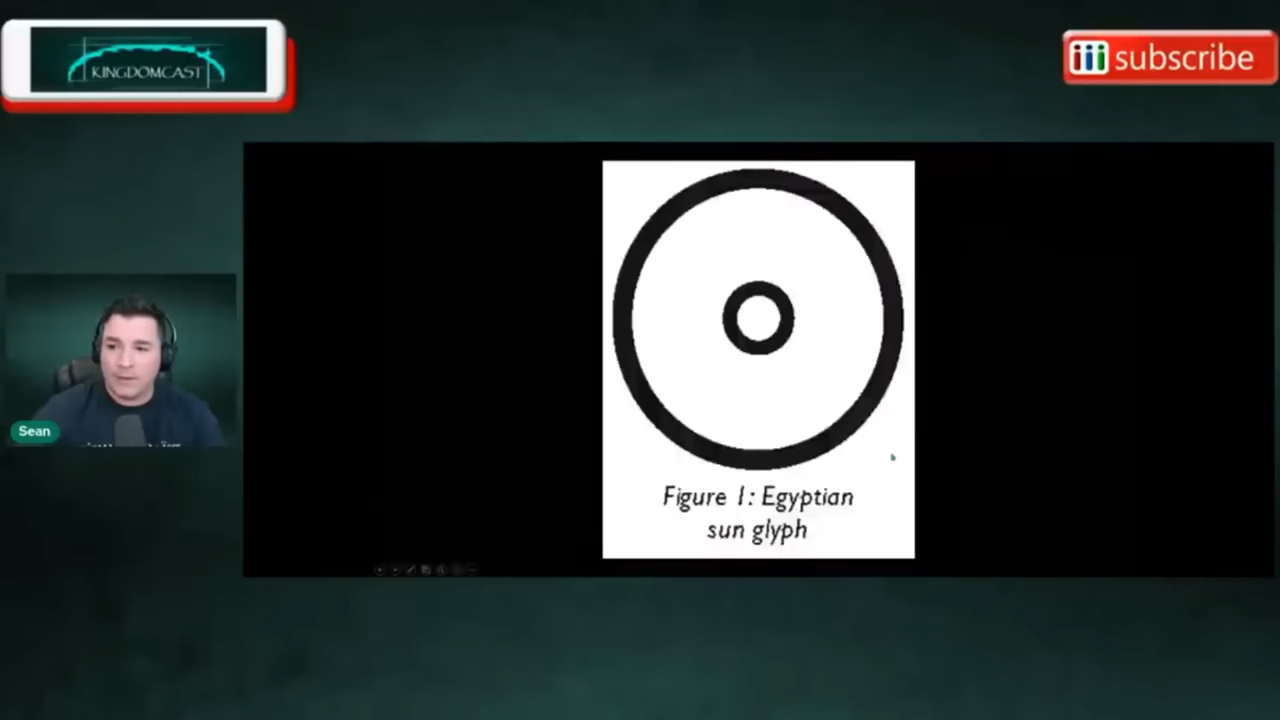 KINGDOMCAST
subscribe
Sean
Figure 1: Egyptian
sun glyph